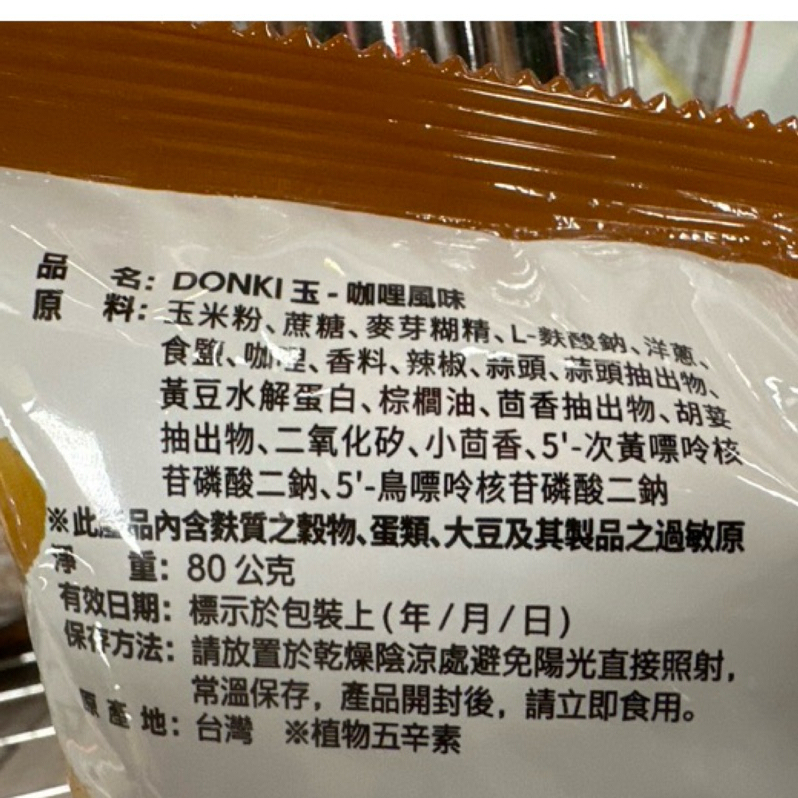 品 名：DONKI 玉 - 咖哩風味
原 料：玉米粉、蔗糖、麥芽糊精、L-麩酸鈉、洋蔥、
食鹽、咖哩、香料、辣椒、蒜頭、蒜頭抽出物、
黃豆水解蛋白、棕櫚油、茴香抽出物、胡荽
抽出物、二氧化矽、小茴香、5'-次黃嘌呤核
苷磷酸二鈉、5'-鳥嘌呤核苷磷酸二鈉
※此產品內含麩質之穀物、蛋類、大豆及其製品之過敏原
淨 重：80 公克
有效日期：標示於包裝上(年/月/日)
保存方法：請放置於乾燥陰涼處避免陽光直接照射，
常溫保存，產品開封後，請立即食用。
原 產 地：台灣 ※植物五辛素